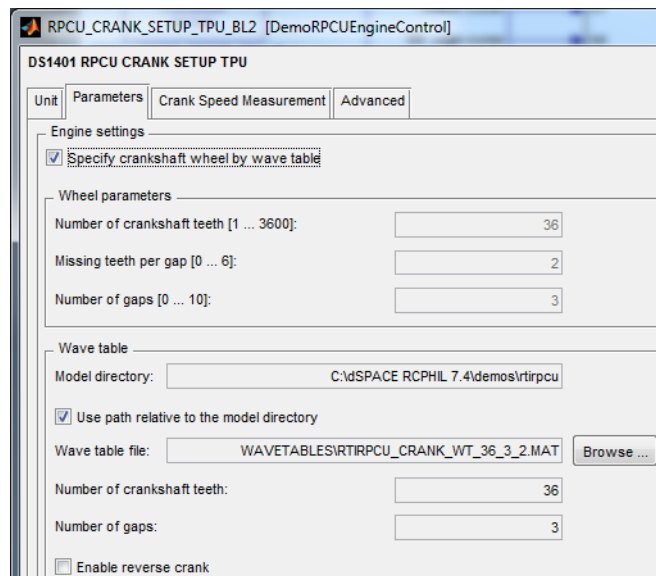 RPCU_CRANK_SETUP_TPU_BL2 [DemoRPCUEngineControl]
DS1401 RPCU CRANK SETUP TPU
Unit Parameters Crank Speed Measurement Advanced
Engine settings
Specify crankshaft wheel by wave table
Wheel parameters
Number of crankshaft teeth [1 ... 3600]: 36
Missing teeth per gap [0 ... 6]: 2
Number of gaps [0 ... 10]: 3
Wave table
Model directory: C:\dSPACE RCPHIL 7.4\demos\rtirpcu
Use path relative to the model directory
Wave table file: WAVETABLES\RTIRPCU_CRANK_WT_36_3_2.MAT Browse ...
Number of crankshaft teeth: 36
Number of gaps: 3
Enable reverse crank